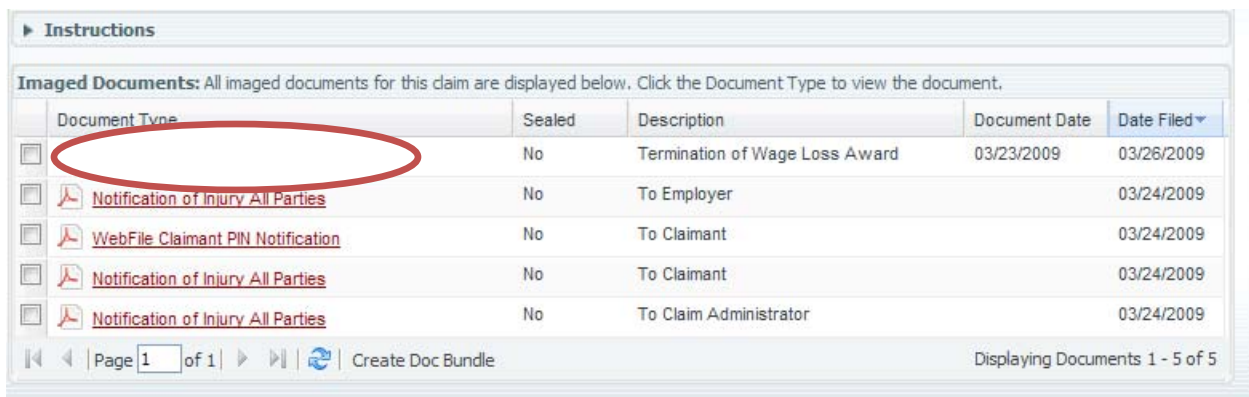 Instructions
Imaged Documents: All imaged documents for this claim are displayed below. Click the Document Type to view the document.
Document Type Sealed Description Document Date Date Filed
No Termination of Wage Loss Award 03/23/2009 03/26/2009
Notification of Injury All Parties No To Employer 03/24/2009
WebFile Claimant PIN Notification No To Claimant 03/24/2009
Notification of Injury All Parties No To Claimant 03/24/2009
Notification of Injury All Parties No To Claim Administrator 03/24/2009
Page 1 of 1 Create Doc Bundle Displaying Documents 1 - 5 of 5